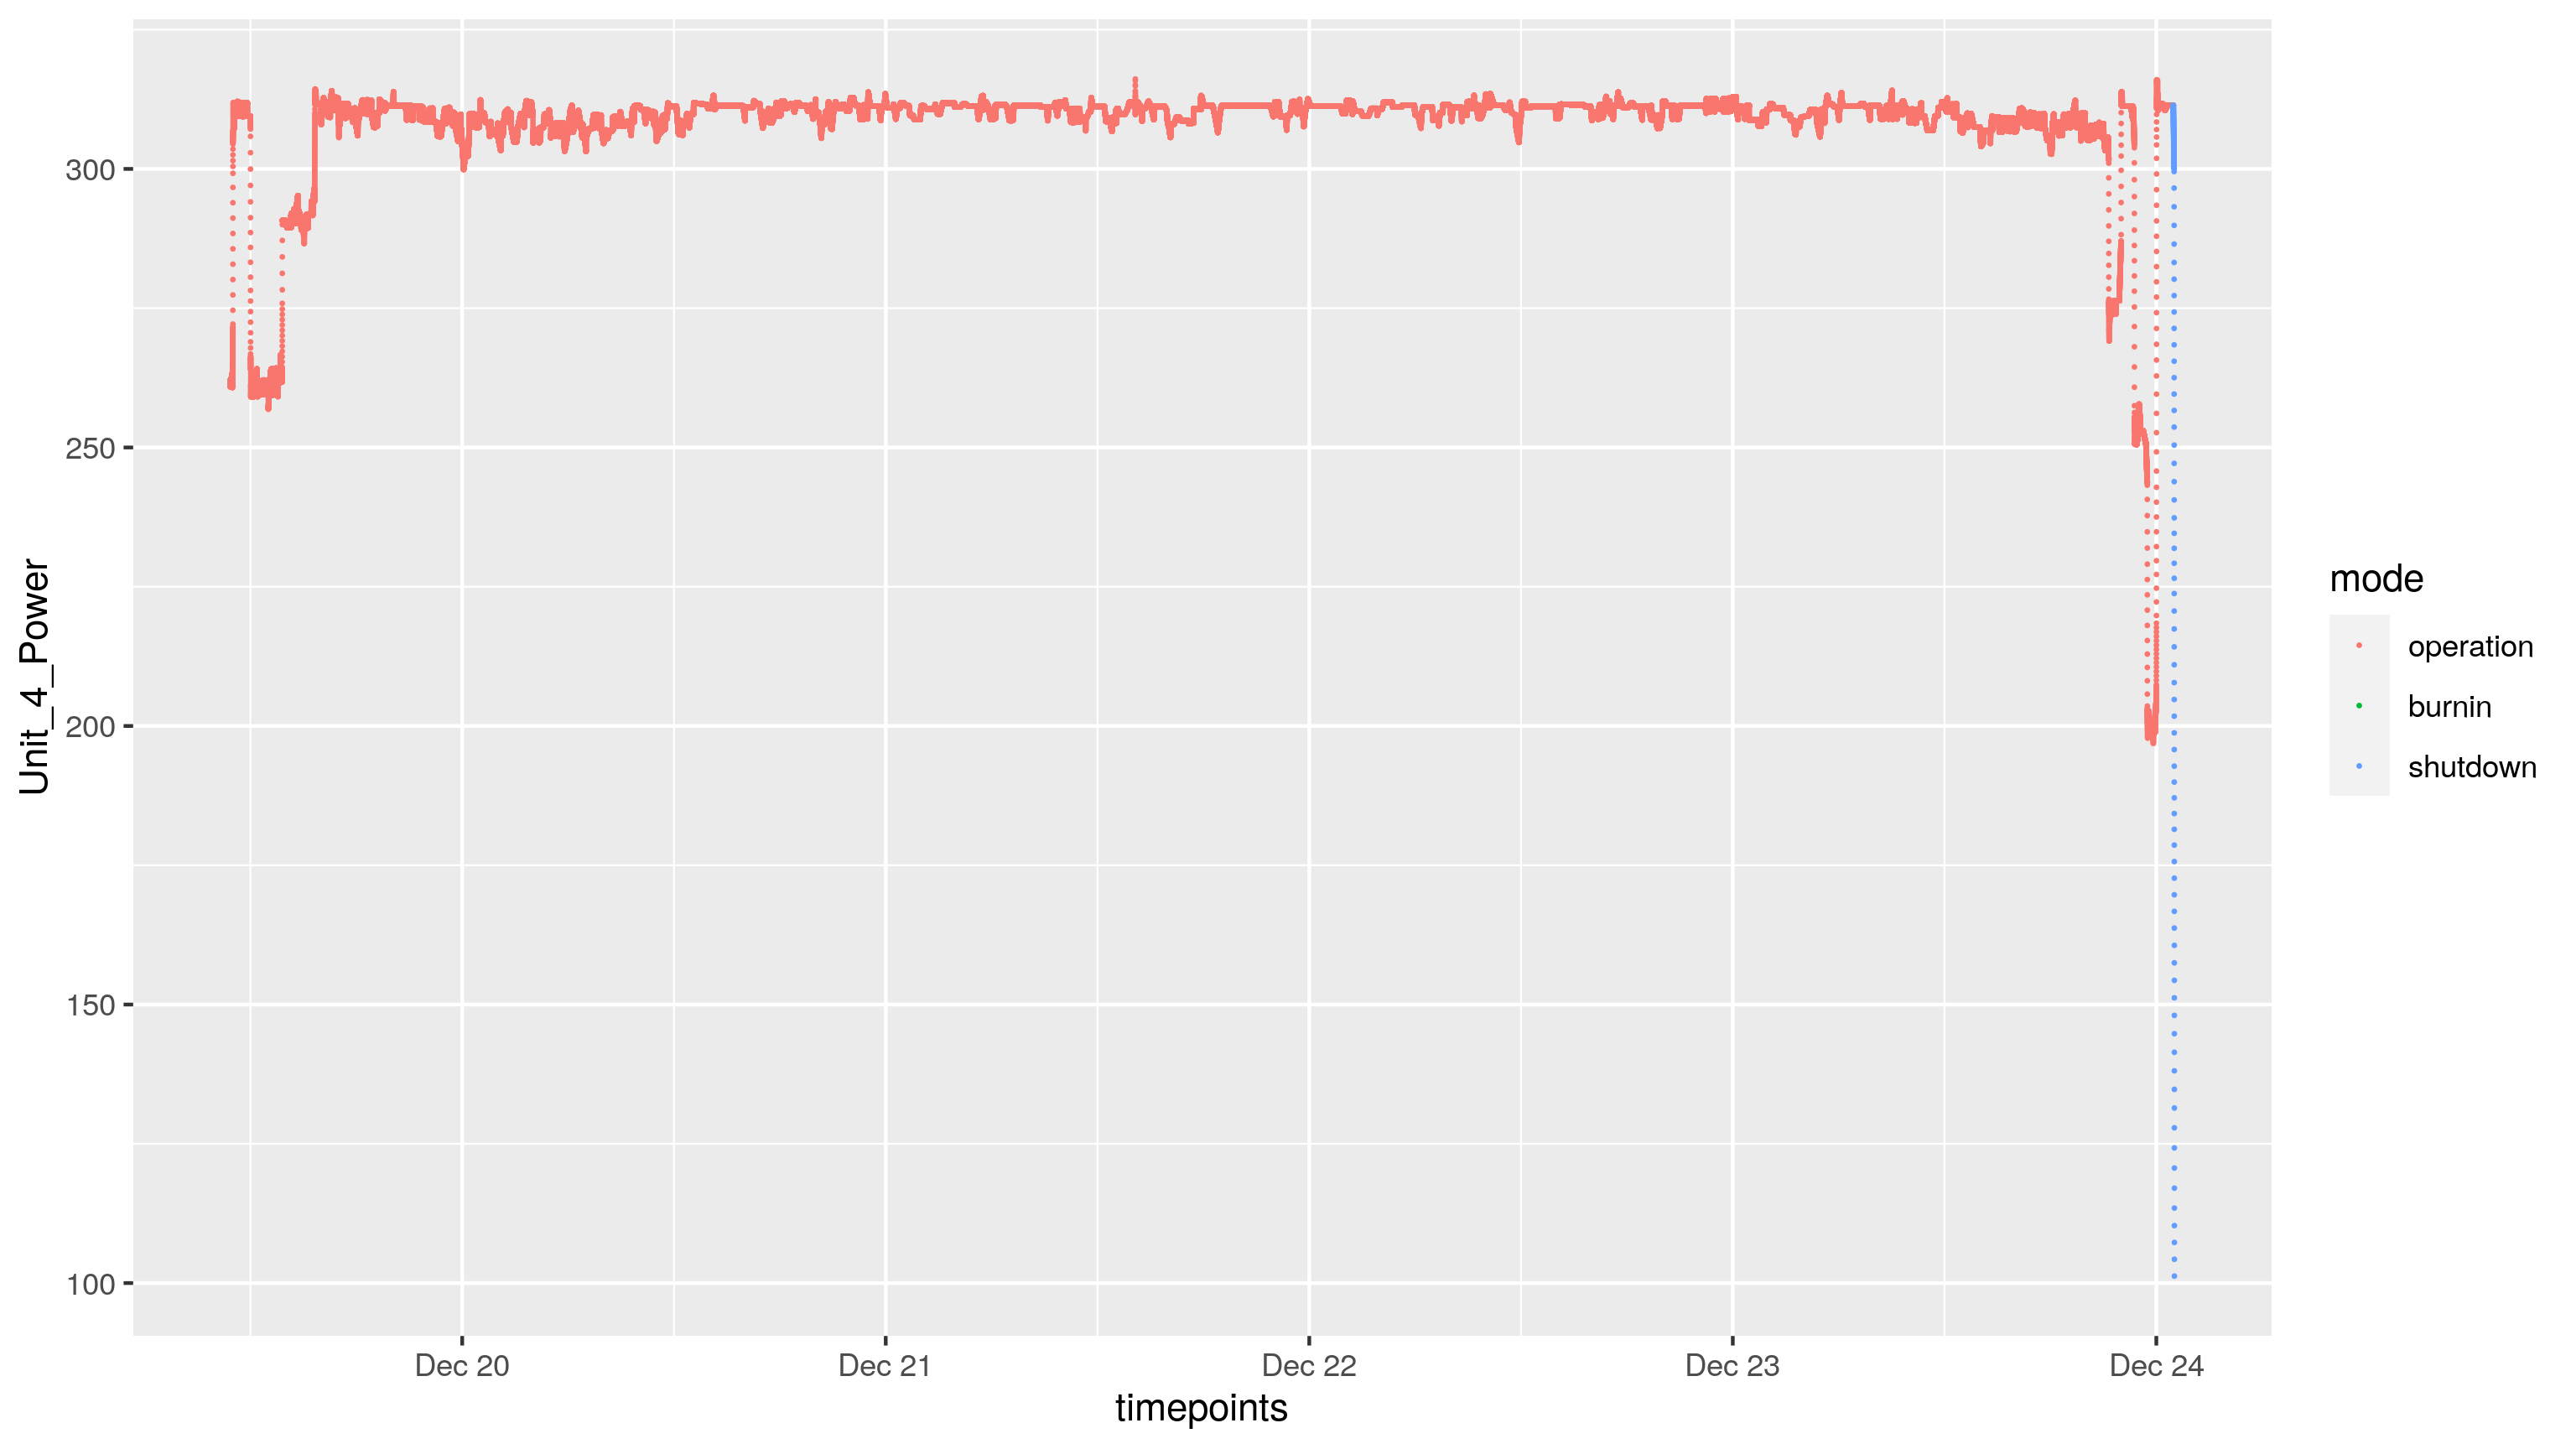 Unit_4_Power
300
250
200
150
100
Dec 20
Dec 21
Dec 22
Dec 23
Dec 24
timepoints
mode
operation
burnin
shutdown